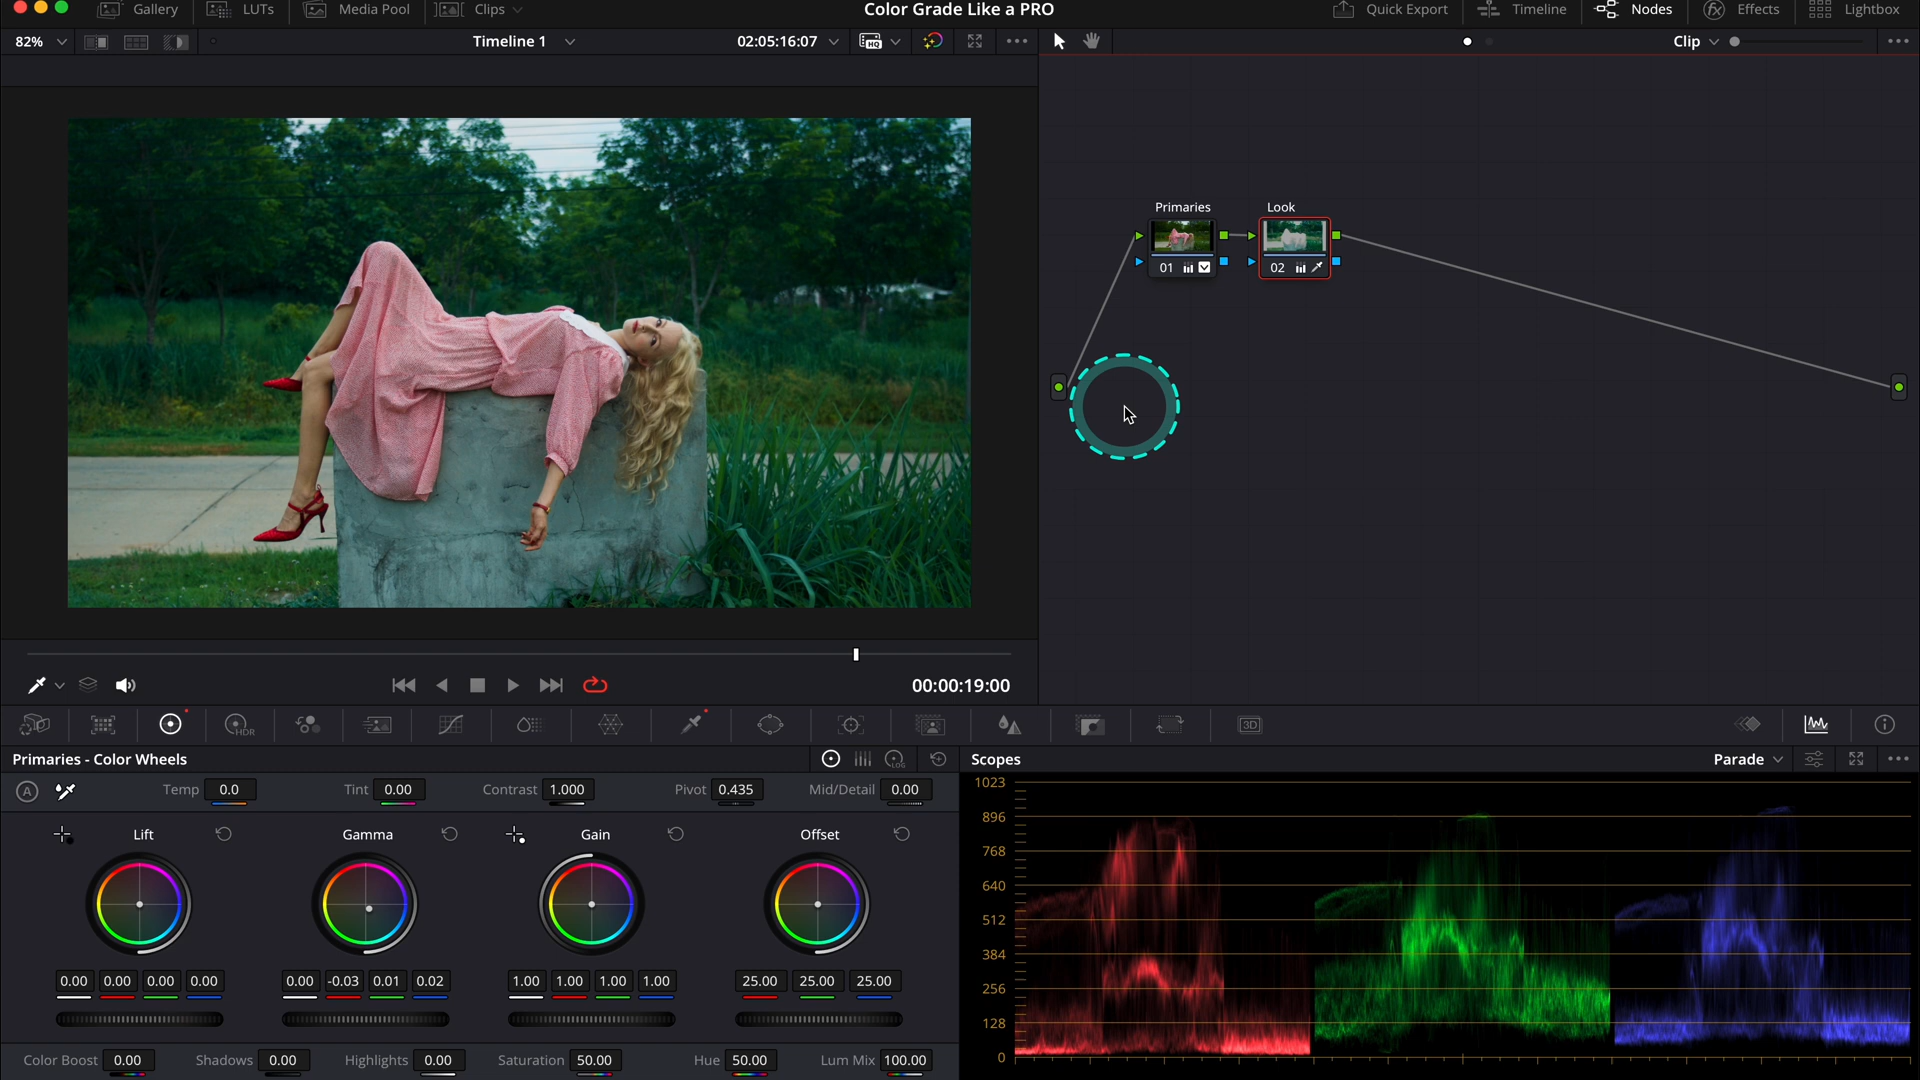 Gallery LUTs Media Pool Clips Color Grade Like a PRO Quick Export Timeline Nodes Effects Lightbox
82% Timeline 1 02:05:16:07 HQ Clip
Primaries Look
01 02
00:00:19:00
HDR 3D
Primaries - Color Wheels LOG Scopes Parade
A Temp 0.0 Tint 0.00 Contrast 1.000 Pivot 0.435 Mid/Detail 0.00
Lift Gamma Gain Offset
0.00 0.00 0.00 0.00 0.00 -0.03 0.01 0.02 1.00 1.00 1.00 1.00 25.00 25.00 25.00
Color Boost 0.00 Shadows 0.00 Highlights 0.00 Saturation 50.00 Hue 50.00 Lum Mix 100.00
1023
896
768
640
512
384
256
128
0